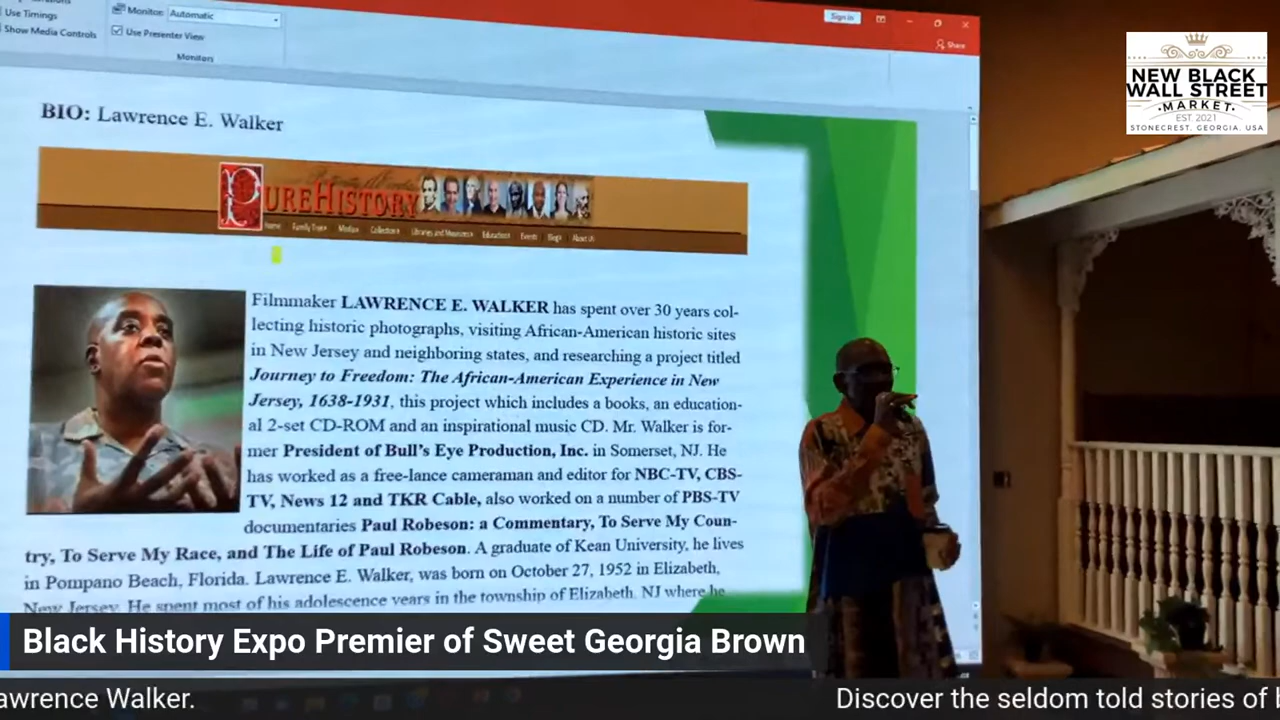 Use Timings
Show Media Controls
Monitor: Automatic
Use Presenter View
Monitors
Sign in
Share
NEW BLACK
WALL STREET
MARKET
EST. 2021
STONECREST, GEORGIA, USA
BIO: Lawrence E. Walker
PUREHISTORY
Home Family Trees Media Collections Libraries and Museums Education Events Blogs About Us
Filmmaker LAWRENCE E. WALKER has spent over 30 years col-
lecting historic photographs, visiting African-American historic sites
in New Jersey and neighboring states, and researching a project titled
Journey to Freedom: The African-American Experience in New
Jersey, 1638-1931, this project which includes a books, an education-
al 2-set CD-ROM and an inspirational music CD. Mr. Walker is for-
mer President of Bull's Eye Production, Inc. in Somerset, NJ. He
has worked as a free-lance cameraman and editor for NBC-TV, CBS-
TV, News 12 and TKR Cable, also worked on a number of PBS-TV
documentaries Paul Robeson: a Commentary, To Serve My Coun-
try, To Serve My Race, and The Life of Paul Robeson. A graduate of Kean University, he lives
in Pompano Beach, Florida. Lawrence E. Walker, was born on October 27, 1952 in Elizabeth,
New Jersey. He spent most of his adolescence years in the township of Elizabeth, NJ where he
Black History Expo Premier of Sweet Georgia Brown
awrence Walker.
Discover the seldom told stories of b